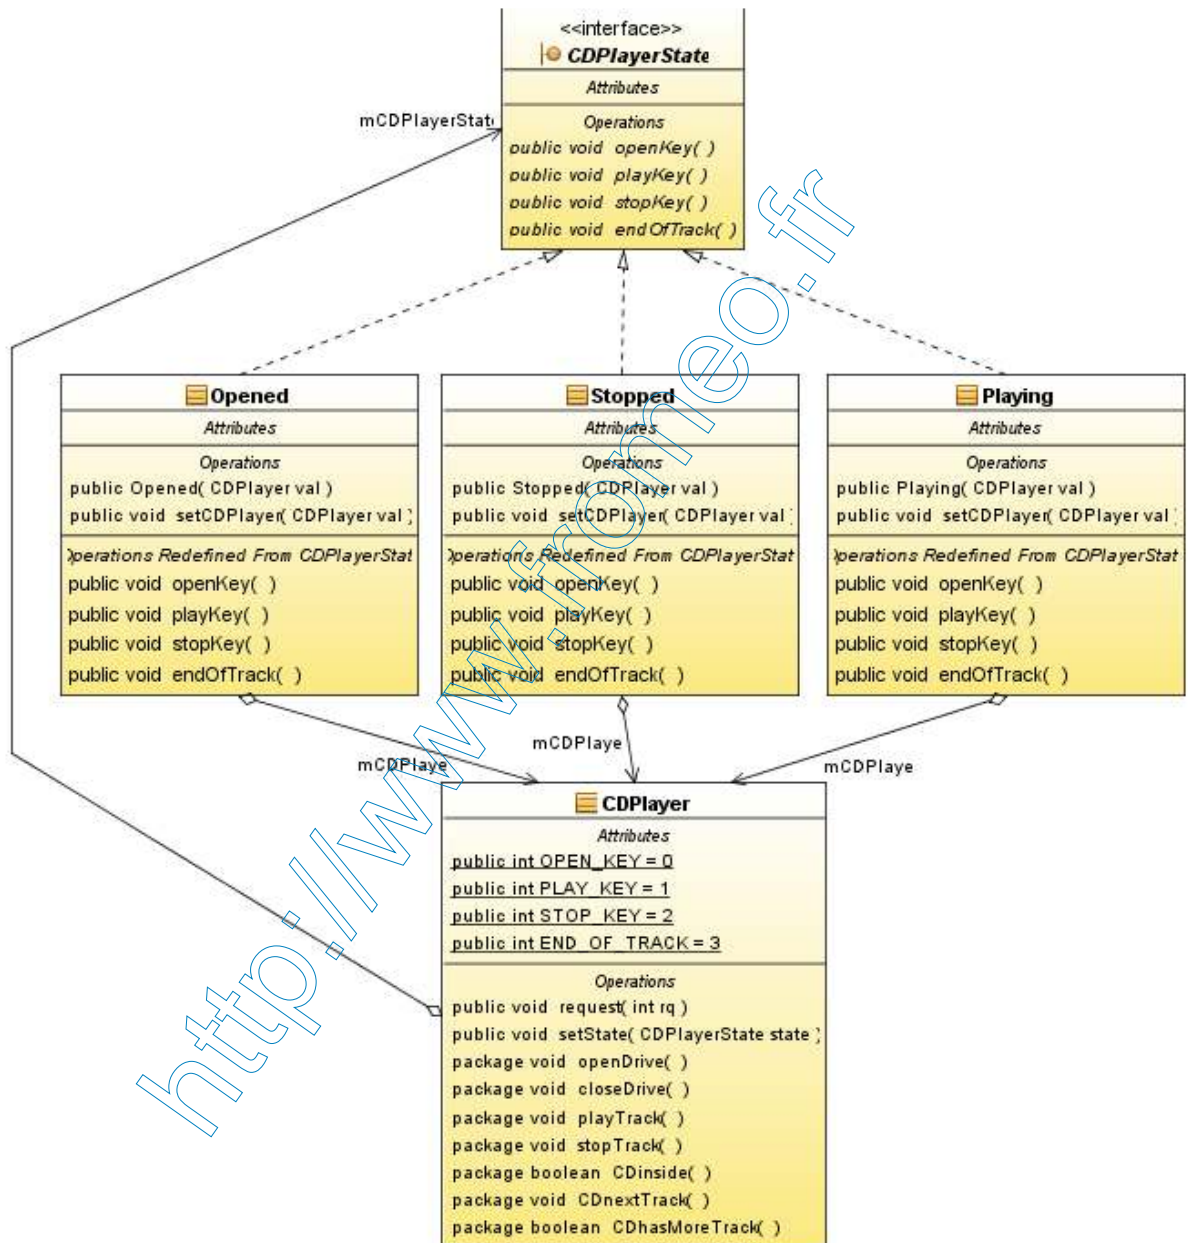 <<interface>>
CDPlayerState
Attributes
Operations
public void openKey( )
public void playKey( )
public void stopKey( )
public void endOfTrack( )
mCDPlayerState
Opened
Attributes
Operations
public Opened( CDPlayer val )
public void setCDPlayer( CDPlayer val )
Operations Redefined From CDPlayerStat
public void openKey( )
public void playKey( )
public void stopKey( )
public void endOfTrack( )
Stopped
Attributes
Operations
public Stopped( CDPlayer val )
public void setCDPlayer( CDPlayer val )
Operations Redefined From CDPlayerStat
public void openKey( )
public void playKey( )
public void stopKey( )
public void endOfTrack( )
Playing
Attributes
Operations
public Playing( CDPlayer val )
public void setCDPlayer( CDPlayer val )
Operations Redefined From CDPlayerStat
public void openKey( )
public void playKey( )
public void stopKey( )
public void endOfTrack( )
mCDPlaye
mCDPlaye
mCDPlaye
CDPlayer
Attributes
public int OPEN_KEY = 0
public int PLAY_KEY = 1
public int STOP_KEY = 2
public int END_OF_TRACK = 3
Operations
public void request( int rq )
public void setState( CDPlayerState state )
package void openDrive( )
package void closeDrive( )
package void playTrack( )
package void stopTrack( )
package boolean CDinside( )
package void CDnextTrack( )
package boolean CDhasMoreTrack( )
http://www.fromeo.fr